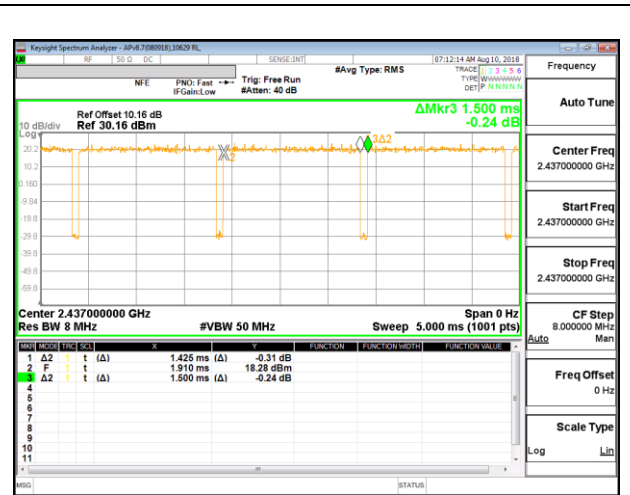 Keysight Spectrum Analyzer - APv8.7(080918),10629 RL,
RF 50 Ω DC SENSE:INT 07:12:14 AM Aug 10, 2018
NFE PNO: Fast Trig: Free Run #Avg Type: RMS TRACE 1 2 3 4 5 6
IFGain:Low #Atten: 40 dB TYPE WWWWWW
DET P N N N N N
Frequency
Auto Tune
Ref Offset 10.16 dB ΔMkr3 1.500 ms
10 dB/div Ref 30.16 dBm -0.24 dB
Log
3Δ2
20.2
2
10.2
0.160
-9.84
-19.8
-29.8
-39.8
-49.8
-59.8
Center 2.437000000 GHz Span 0 Hz
Res BW 8 MHz #VBW 50 MHz Sweep 5.000 ms (1001 pts)
MKR MODE TRC SCL X Y FUNCTION FUNCTION WIDTH FUNCTION VALUE
1 Δ2 1 t (Δ) 1.425 ms (Δ) -0.31 dB
2 F 1 t 1.910 ms 18.28 dBm
3 Δ2 1 t (Δ) 1.500 ms (Δ) -0.24 dB
4
5
6
7
8
9
10
11
Center Freq
2.437000000 GHz
Start Freq
2.437000000 GHz
Stop Freq
2.437000000 GHz
CF Step
8.000000 MHz
Auto Man
Freq Offset
0 Hz
Scale Type
Log Lin
MSG STATUS